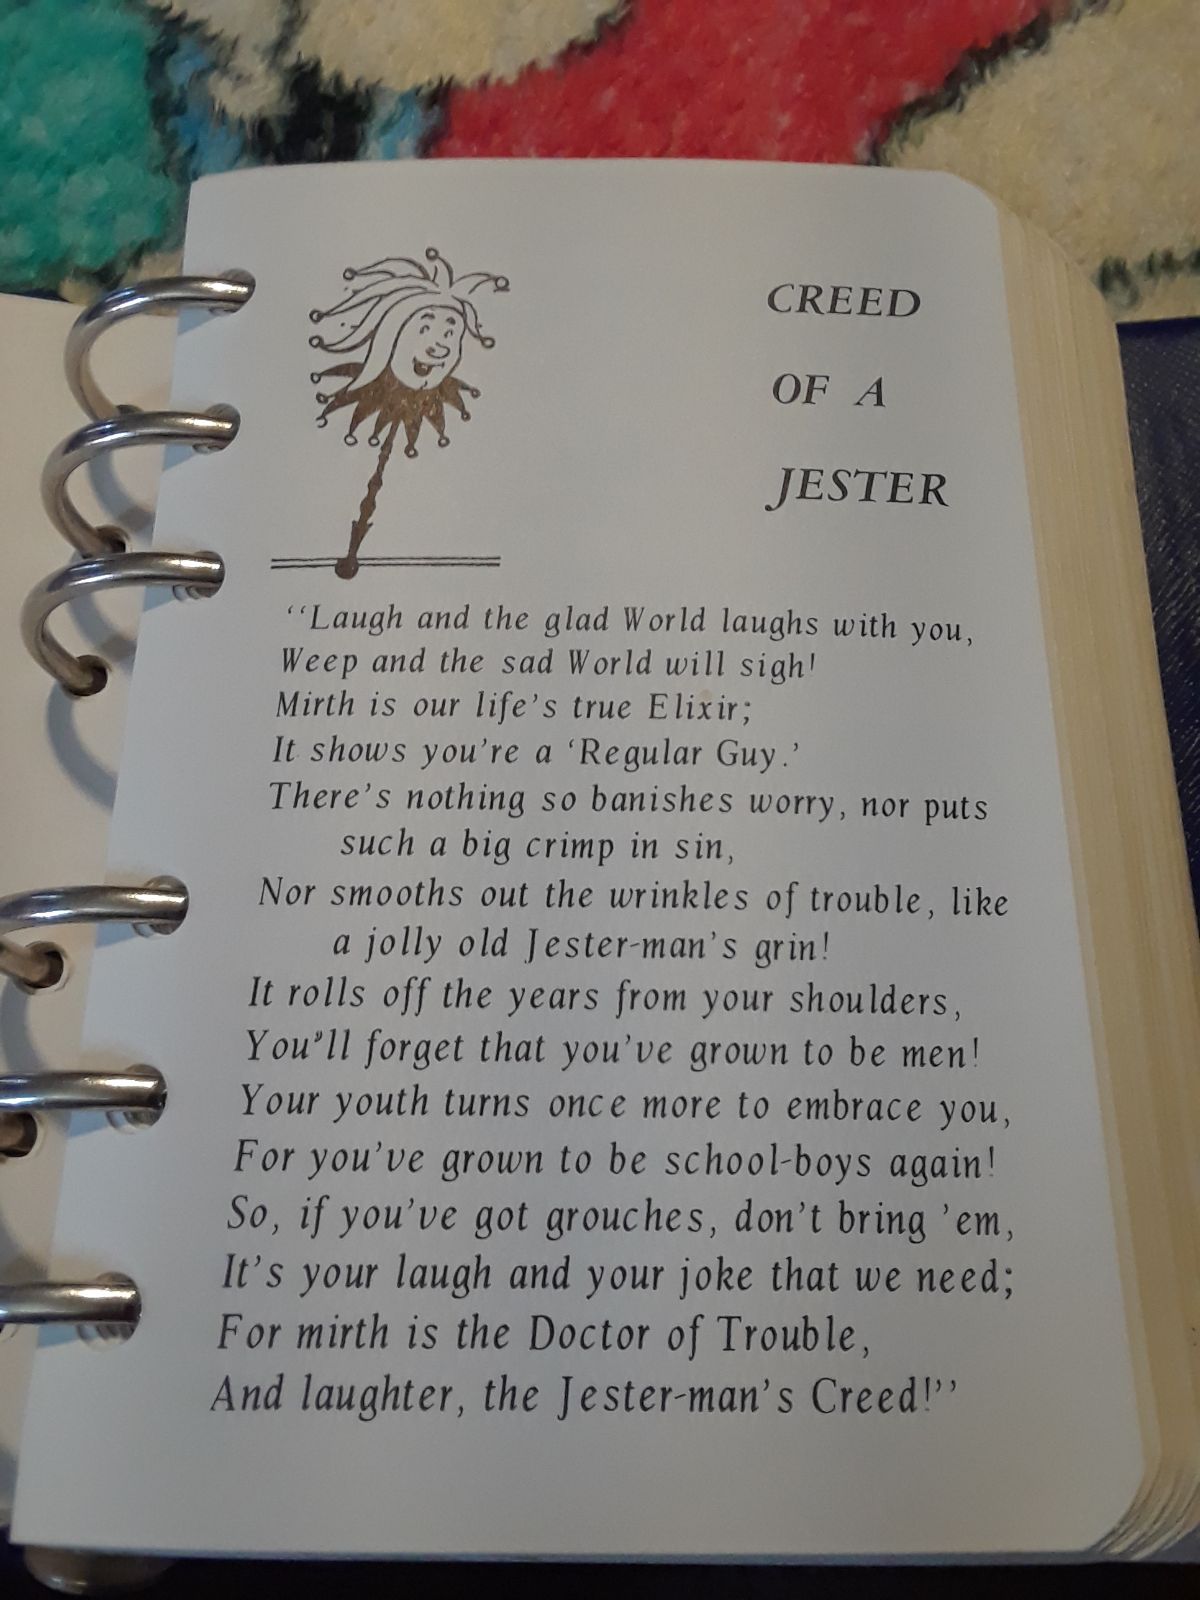 CREED
OF A
JESTER
‘‘Laugh and the glad World laughs with you,
Weep and the sad World will sigh!
Mirth is our life’s true Elixir;
It shows you’re a ‘Regular Guy.’
There’s nothing so banishes worry, nor puts
such a big crimp in sin,
Nor smooths out the wrinkles of trouble, like
a jolly old Jester-man’s grin!
It rolls off the years from your shoulders,
You’ll forget that you’ve grown to be men!
Your youth turns once more to embrace you,
For you’ve grown to be school-boys again!
So, if you’ve got grouches, don’t bring ’em,
It’s your laugh and your joke that we need;
For mirth is the Doctor of Trouble,
And laughter, the Jester-man’s Creed!’’